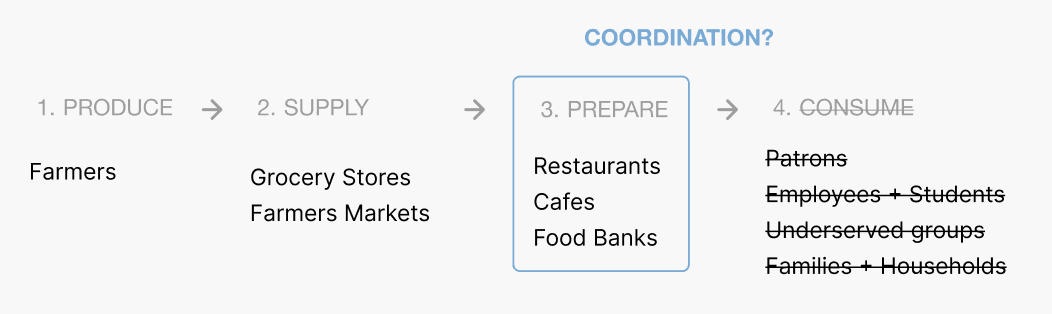 COORDINATION?
1. PRODUCE → 2. SUPPLY → 3. PREPARE → 4. CONSUME
Farmers
Grocery Stores
Farmers Markets
Restaurants
Cafes
Food Banks
Patrons
Employees + Students
Underserved groups
Families + Households